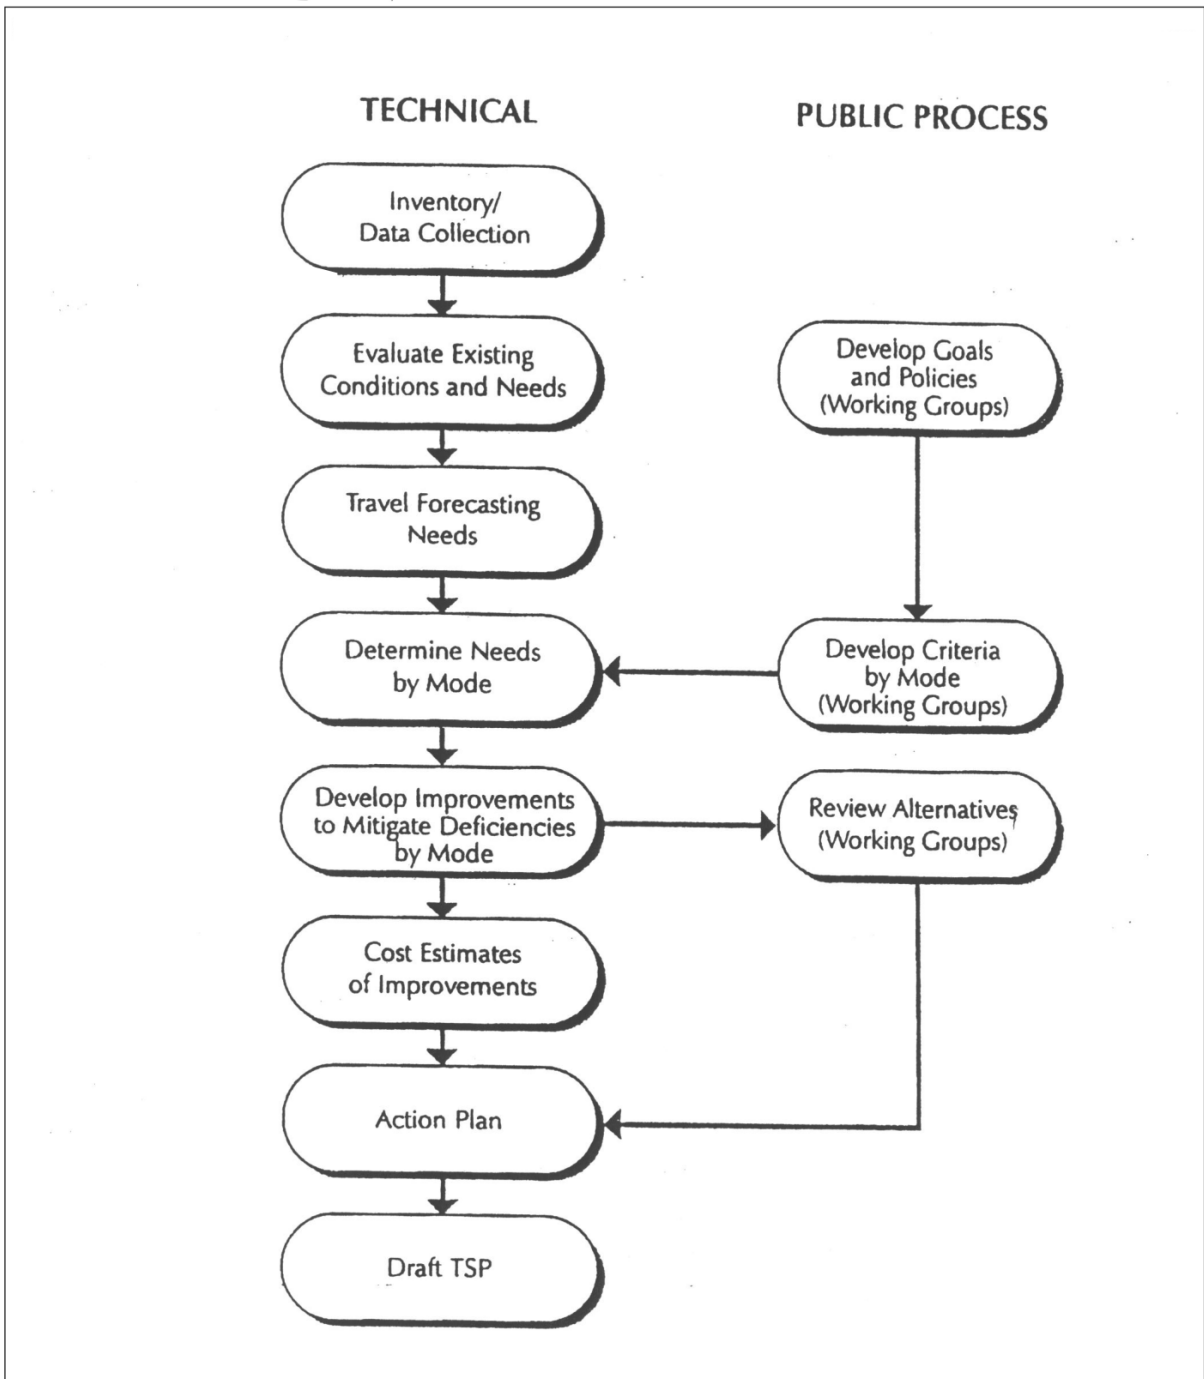 TECHNICAL
PUBLIC PROCESS
Inventory/
Data Collection
Evaluate Existing
Conditions and Needs
Develop Goals
and Policies
(Working Groups)
Travel Forecasting
Needs
Determine Needs
by Mode
Develop Criteria
by Mode
(Working Groups)
Develop Improvements
to Mitigate Deficiencies
by Mode
Review Alternatives
(Working Groups)
Cost Estimates
of Improvements
Action Plan
Draft TSP